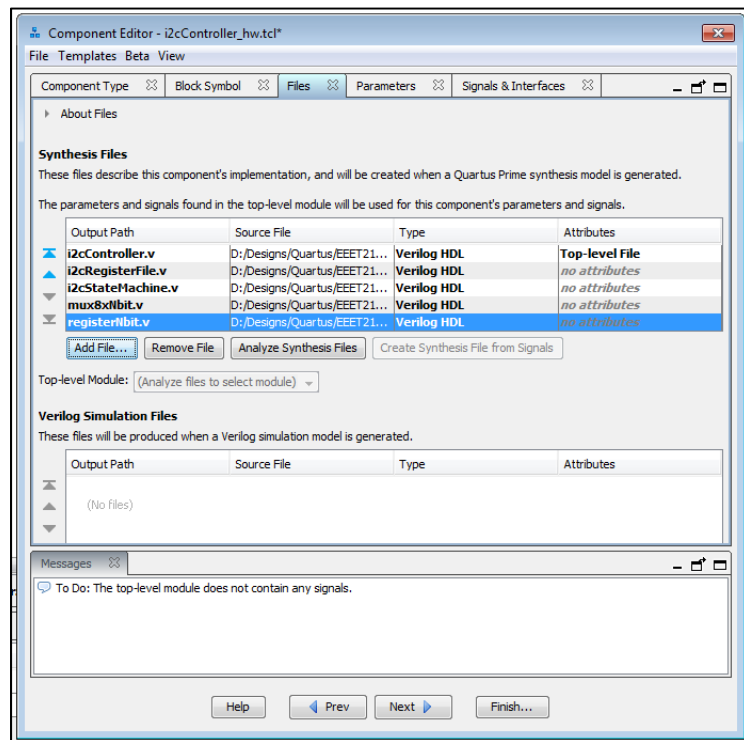 Component Editor - i2cController_hw.tcl*
File Templates Beta View
Component Type Block Symbol Files Parameters Signals & Interfaces
About Files
Synthesis Files
These files describe this component's implementation, and will be created when a Quartus Prime synthesis model is generated.
The parameters and signals found in the top-level module will be used for this component's parameters and signals.
Output Path Source File Type Attributes
i2cController.v D:/Designs/Quartus/EEET21... Verilog HDL Top-level File
i2cRegisterFile.v D:/Designs/Quartus/EEET21... Verilog HDL no attributes
i2cStateMachine.v D:/Designs/Quartus/EEET21... Verilog HDL no attributes
mux8xNbit.v D:/Designs/Quartus/EEET21... Verilog HDL no attributes
registerNbit.v D:/Designs/Quartus/EEET21... Verilog HDL no attributes
Add File... Remove File Analyze Synthesis Files Create Synthesis File from Signals
Top-level Module: (Analyze files to select module)
Verilog Simulation Files
These files will be produced when a Verilog simulation model is generated.
Output Path Source File Type Attributes
(No files)
Messages
To Do: The top-level module does not contain any signals.
Help Prev Next Finish...